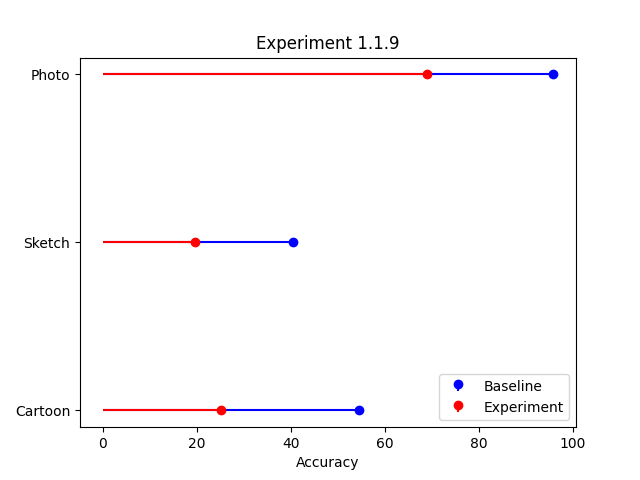 Experiment 1.1.9
Photo
Sketch
Cartoon
Baseline
Experiment
0 20 40 60 80 100
Accuracy